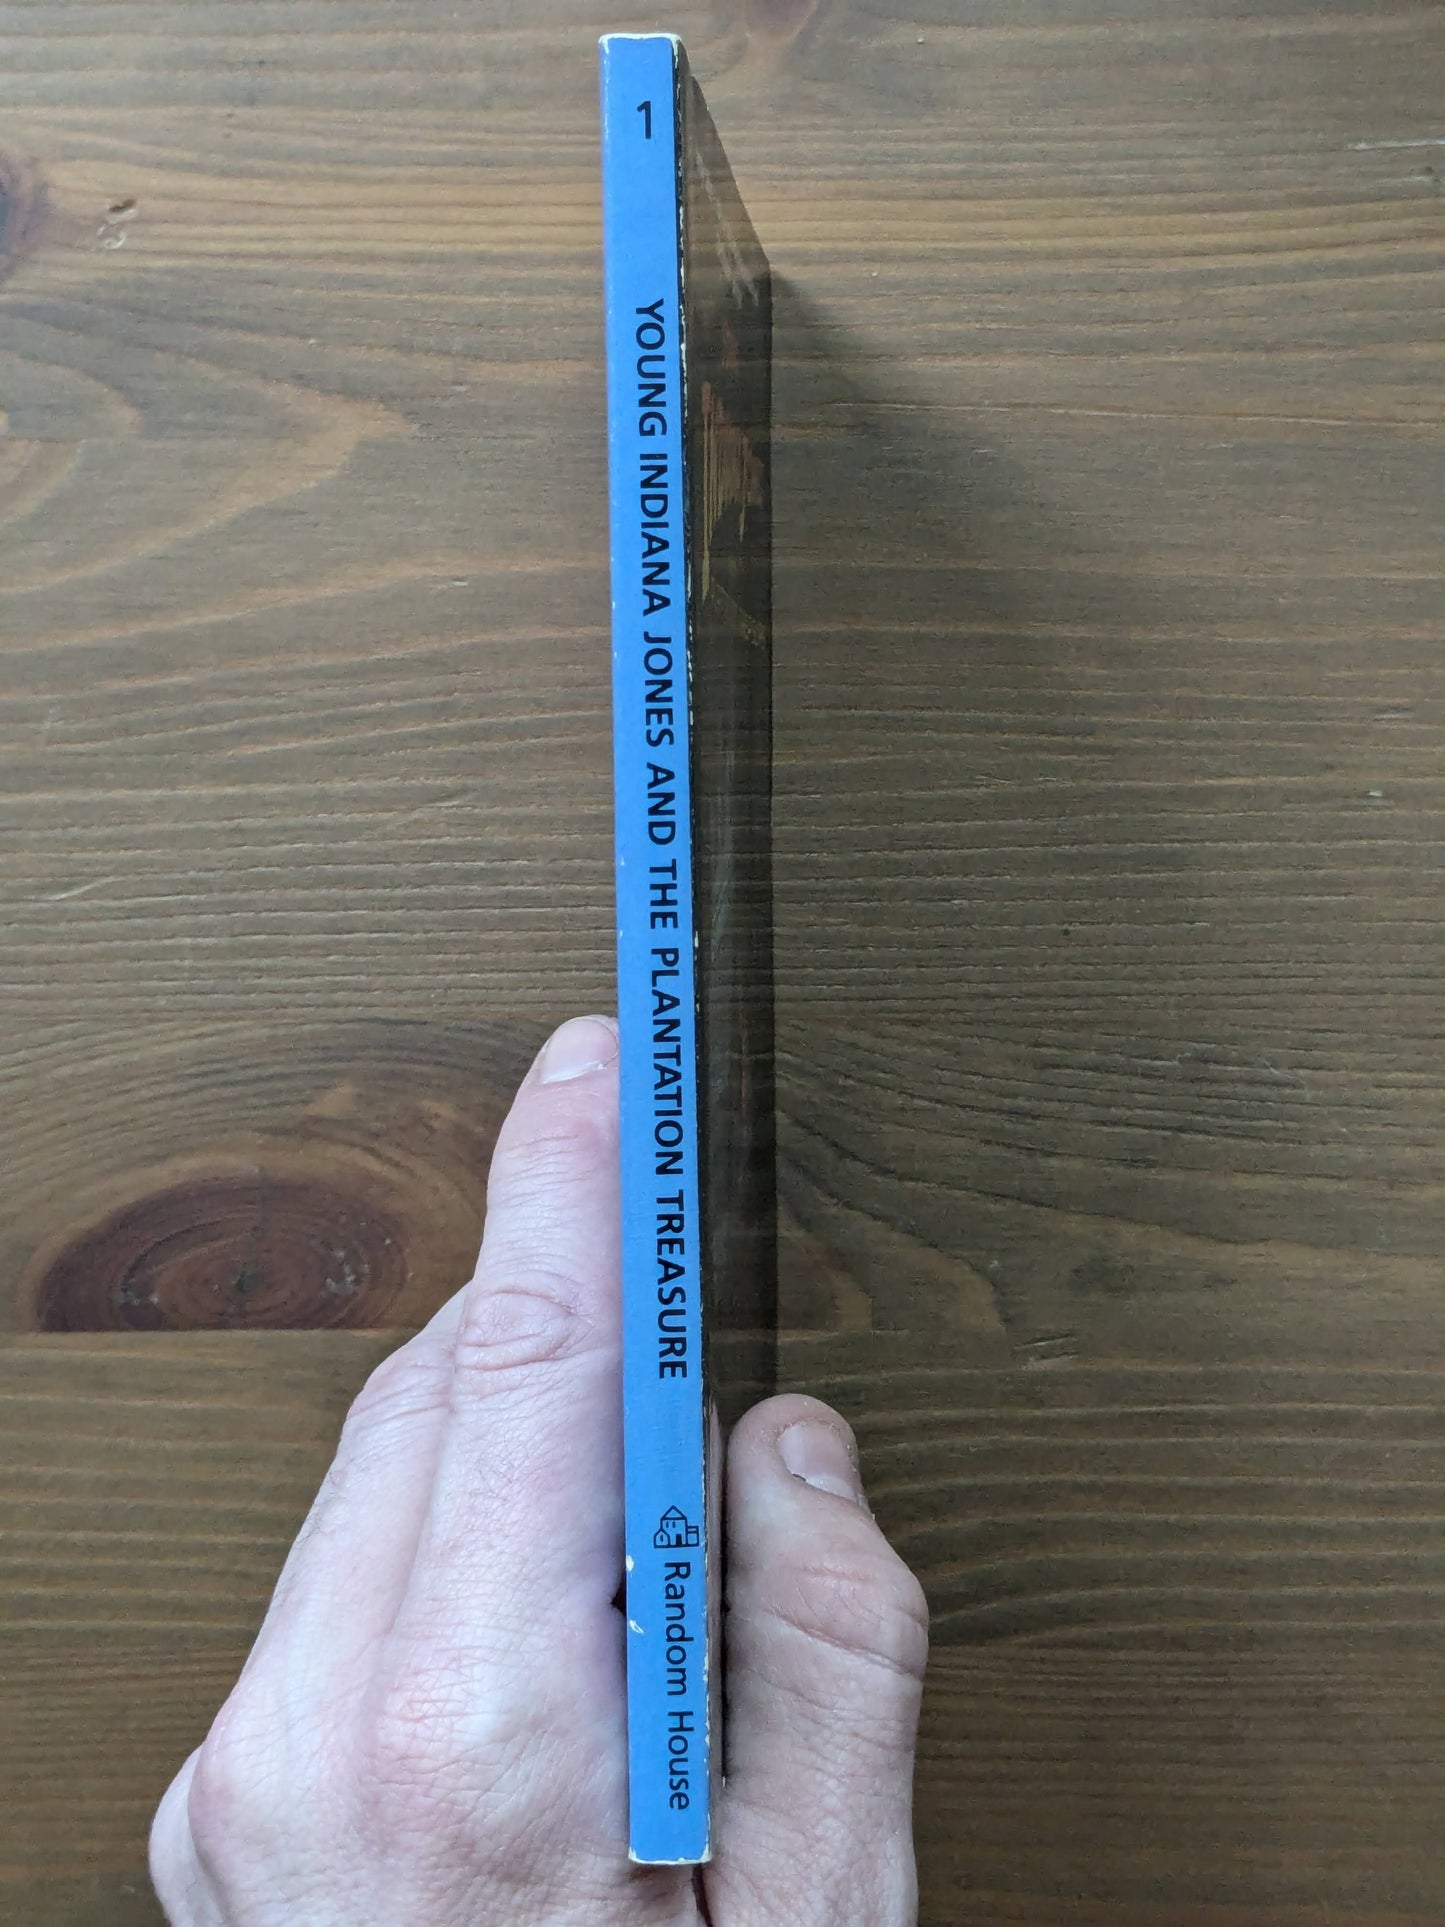 1
YOUNG INDIANA JONES AND THE PLANTATION TREASURE
Random House